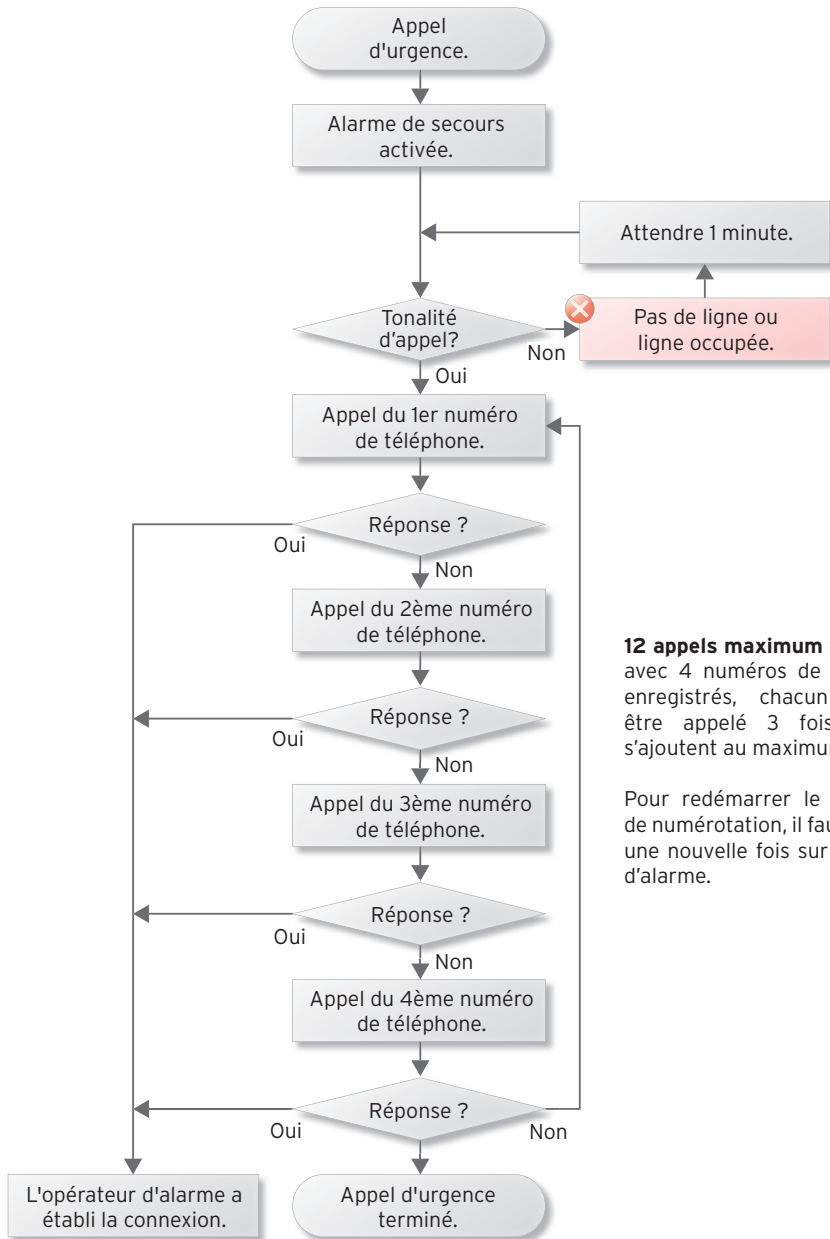 Appel
d'urgence.
Alarme de secours
activée.
Attendre 1 minute.
Tonalité
d'appel?
Non
Pas de ligne ou
ligne occupée.
Oui
Appel du 1er numéro
de téléphone.
Réponse ?
Oui
Non
Appel du 2ème numéro
de téléphone.
Réponse ?
Oui
Non
Appel du 3ème numéro
de téléphone.
Réponse ?
Oui
Non
Appel du 4ème numéro
de téléphone.
Réponse ?
Oui
Non
L'opérateur d'alarme a
établi la connexion.
Appel d'urgence
terminé.
12 appels maximum
avec 4 numéros de
enregistrés, chacun
être appelé 3 fois
s'ajoutent au
Pour redémarrer le
de numérotation, il
une nouvelle fois sur
d'alarme.